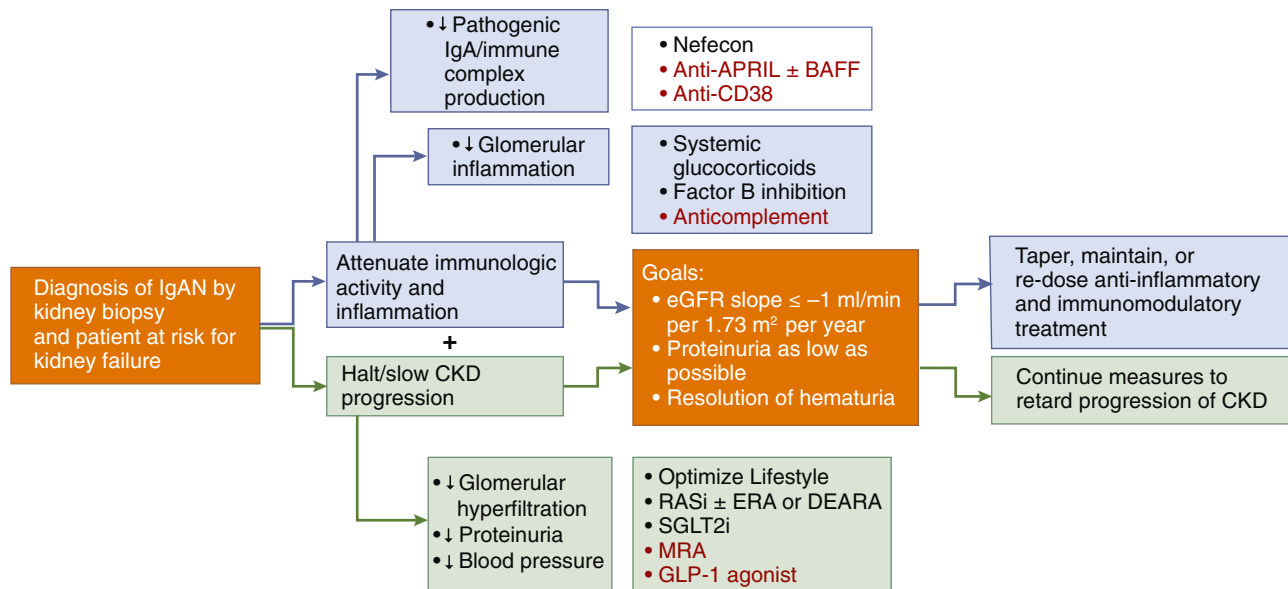 • ↓ Pathogenic
IgA/immune
complex
production
• Nefecon
• Anti-APRIL ± BAFF
• Anti-CD38
• ↓ Glomerular
inflammation
• Systemic
glucocorticoids
• Factor B inhibition
• Anticomplement
Diagnosis of IgAN by
kidney biopsy
and patient at risk for
kidney failure
Attenuate immunologic
activity and
inflammation
+
Halt/slow CKD
progression
Goals:
• eGFR slope ≤ –1 ml/min
per 1.73 m² per year
• Proteinuria as low as
possible
• Resolution of hematuria
Taper, maintain, or
re-dose anti-inflammatory
and immunomodulatory
treatment
Continue measures to
retard progression of CKD
• ↓ Glomerular
hyperfiltration
• ↓ Proteinuria
• ↓ Blood pressure
• Optimize Lifestyle
• RASi ± ERA or DEARA
• SGLT2i
• MRA
• GLP-1 agonist